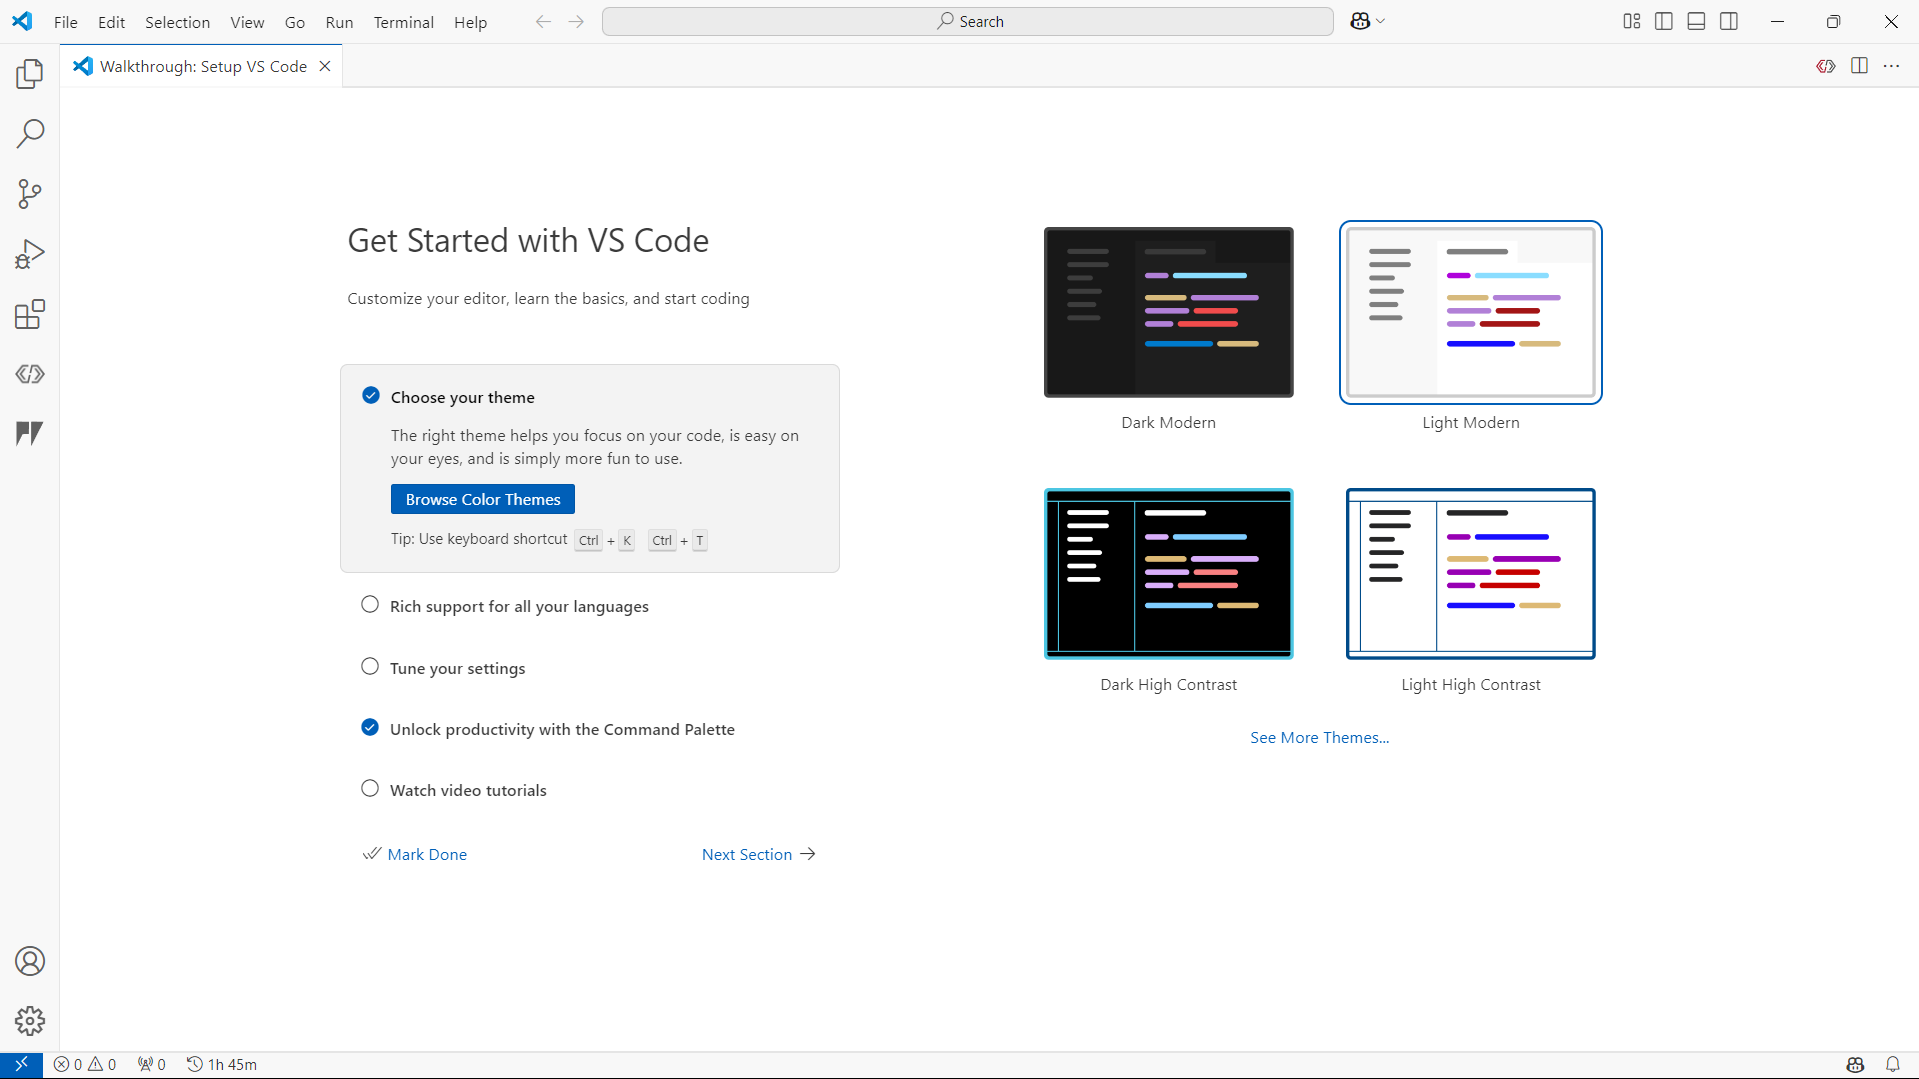 File Edit Selection View Go Run Terminal Help
Search
Walkthrough: Setup VS Code
Get Started with VS Code
Customize your editor, learn the basics, and start coding
Choose your theme
The right theme helps you focus on your code, is easy on
your eyes, and is simply more fun to use.
Browse Color Themes
Tip: Use keyboard shortcut Ctrl + K Ctrl + T
Rich support for all your languages
Tune your settings
Unlock productivity with the Command Palette
Watch video tutorials
Mark Done
Next Section
Dark Modern
Light Modern
Dark High Contrast
Light High Contrast
See More Themes...
0 0 0 1h 45m